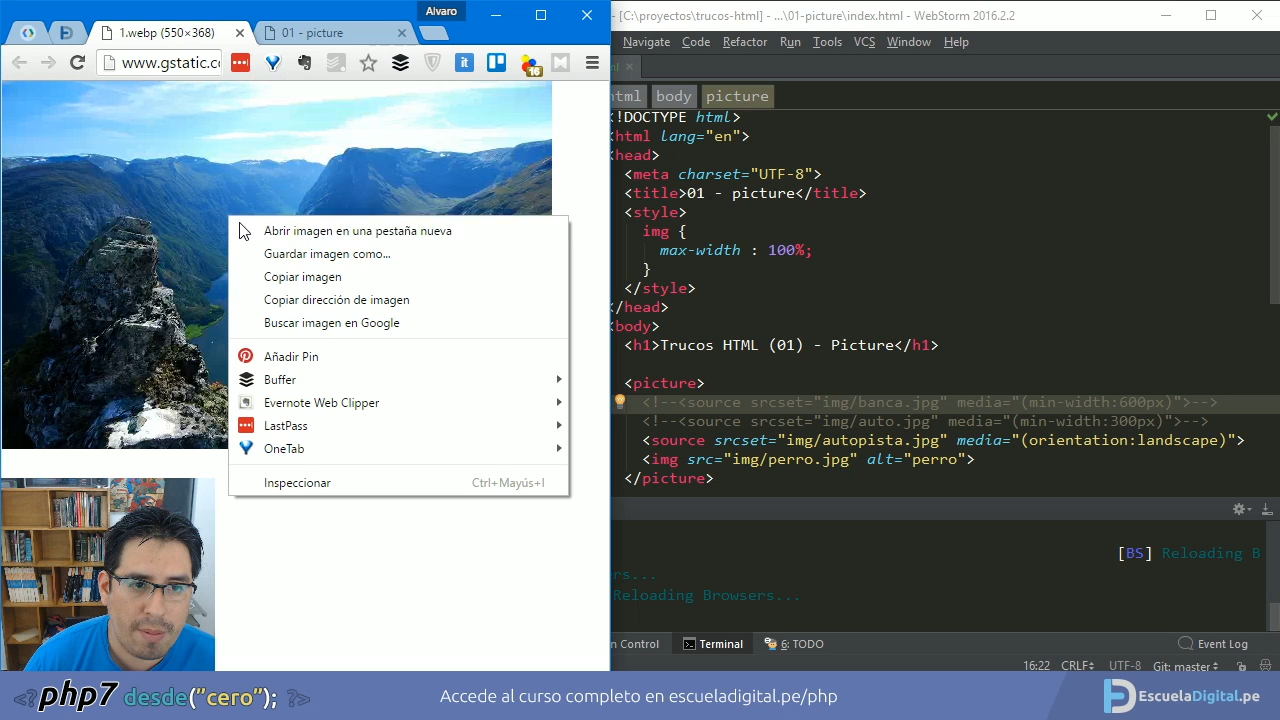 Alvaro
1.webp (550×368)
01 - picture
www.gstatic.co
16
Abrir imagen en una pestaña nueva
Guardar imagen como...
Copiar imagen
Copiar dirección de imagen
Buscar imagen en Google
Añadir Pin
Buffer
Evernote Web Clipper
LastPass
OneTab
Inspeccionar Ctrl+Mayús+I
- [C:\proyectos\trucos-html] - ...\01-picture\index.html - WebStorm 2016.2.2
Navigate Code Refactor Run Tools VCS Window Help
html body picture
<!DOCTYPE html>
<html lang="en">
<head>
<meta charset="UTF-8">
<title>01 - picture</title>
<style>
img {
max-width : 100%;
}
</style>
</head>
<body>
<h1>Trucos HTML (01) - Picture</h1>
<picture>
<!--<source srcset="img/banca.jpg" media="(min-width:600px)">-->
<!--<source srcset="img/auto.jpg" media="(min-width:300px)">-->
<source srcset="img/autopista.jpg" media="(orientation:landscape)">
<img src="img/perro.jpg" alt="perro">
</picture>
[BS] Reloading B
rs...
Reloading Browsers...
n Control Terminal 6: TODO Event Log
16:22 CRLF UTF-8 Git: master
<?php7 desde("cero"); ?>
Accede al curso completo en escueladigital.pe/php
EscuelaDigital.pe